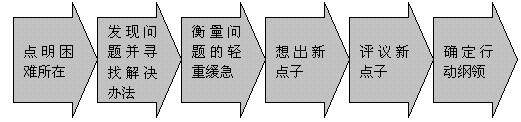 点明困
难所在
发现问
题并寻
找解决
办法
衡量问
题的轻
重缓急
想出新
点子
评议新
点子
确定行
动纲领